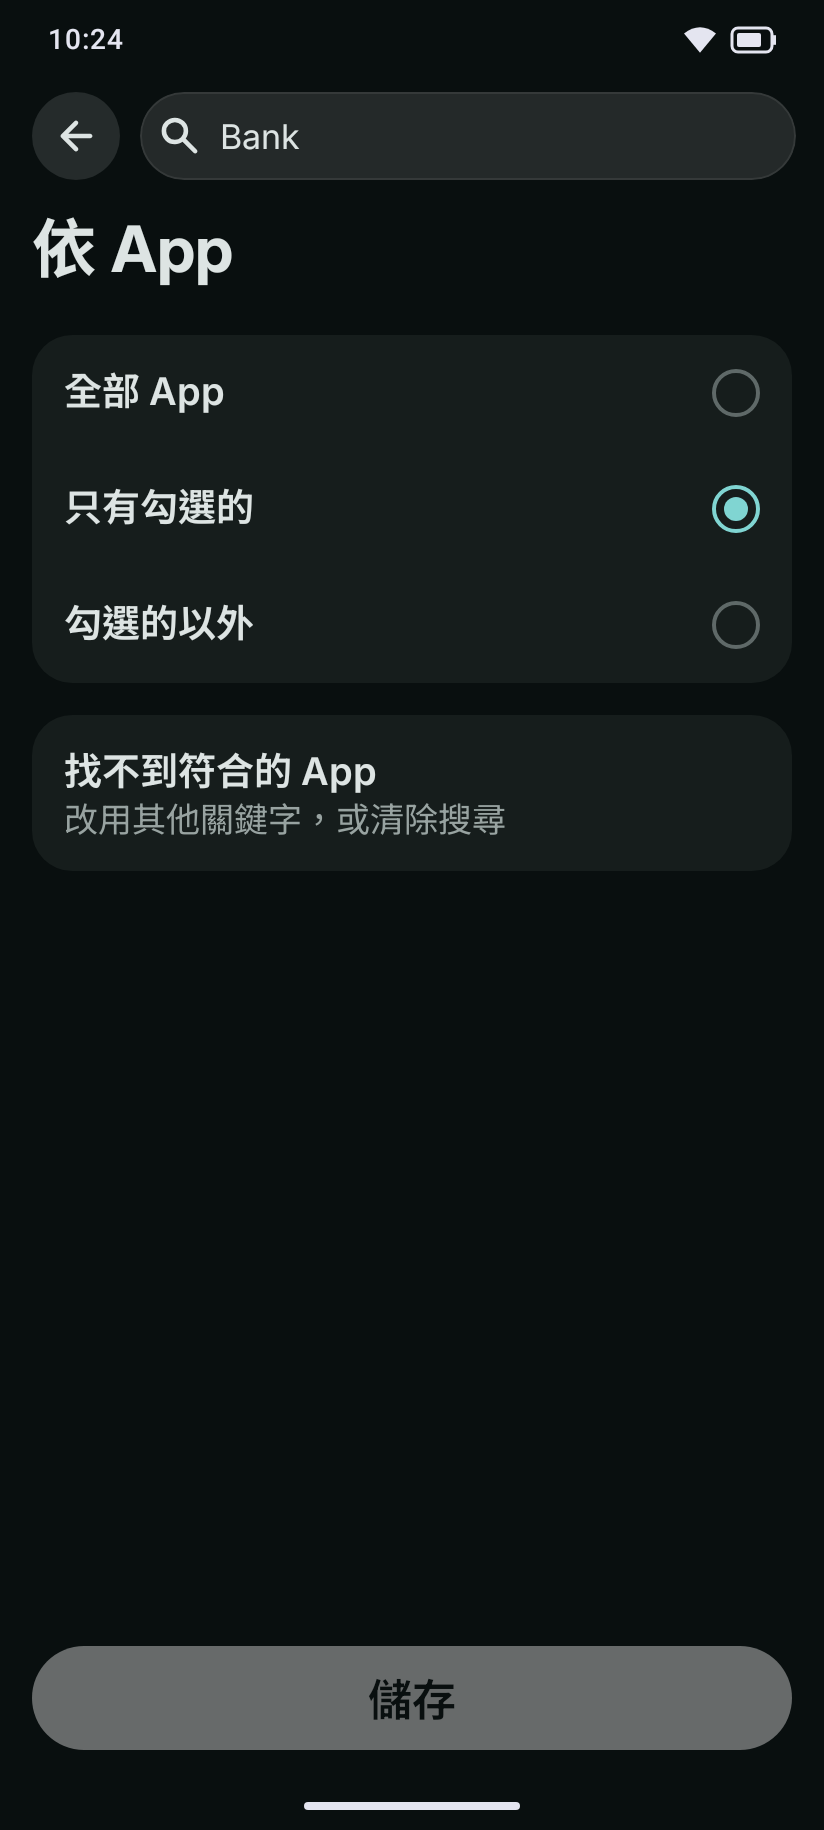 10:24
Bank
依 App
全部 App
只有勾選的
勾選的以外
找不到符合的 App
改用其他關鍵字，或清除搜尋
儲存